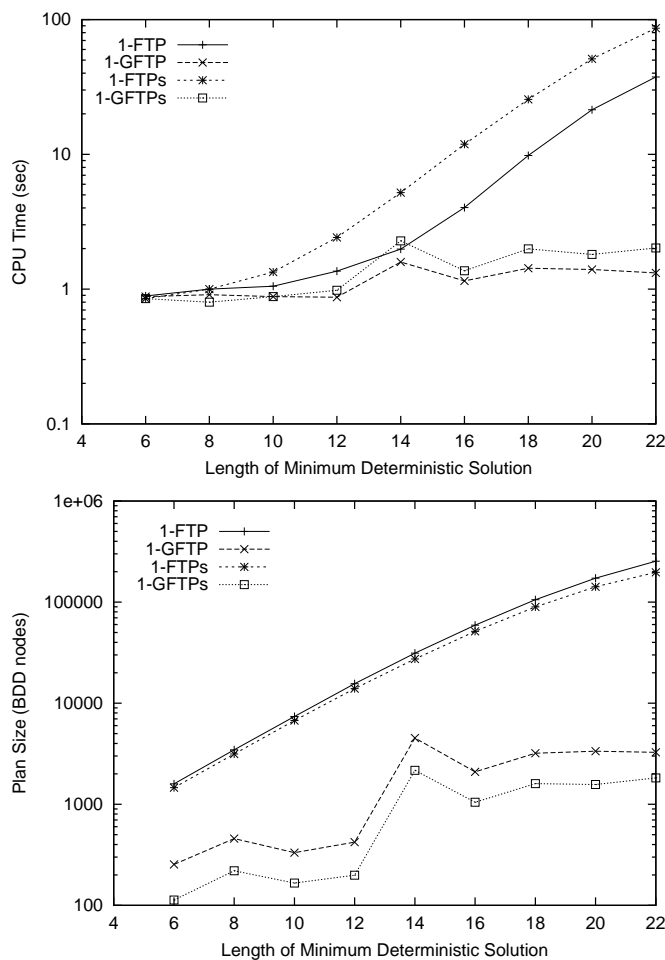 100
10
1
0.1
CPU Time (sec)
1-FTP
1-GFTP
1-FTPs
1-GFTPs
4 6 8 10 12 14 16 18 20 22
Length of Minimum Deterministic Solution
1e+06
100000
10000
1000
100
Plan Size (BDD nodes)
1-FTP
1-GFTP
1-FTPs
1-GFTPs
4 6 8 10 12 14 16 18 20 22
Length of Minimum Deterministic Solution